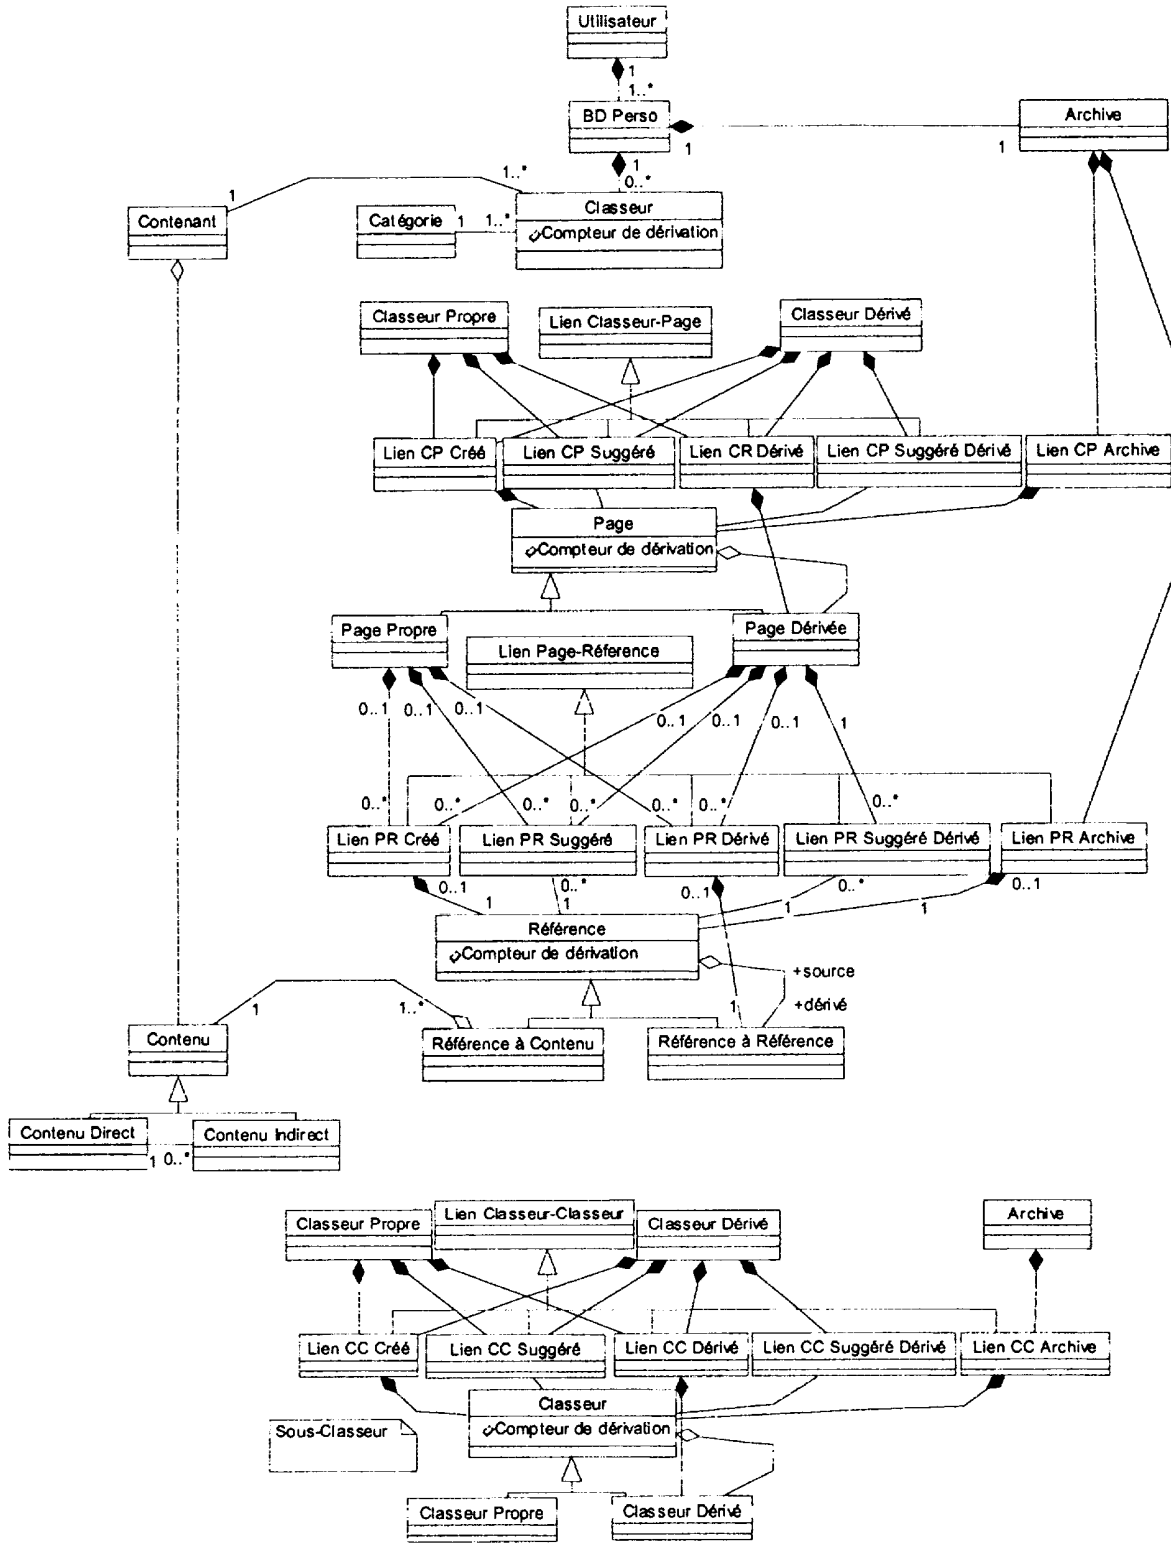 Utilisateur
1
1..*
BD Perso
1
1
Archive
1
0..*
1..*
1
Contenant
Catégorie
1
1..*
Classeur
Compteur de dérivation
Classeur Propre
Lien Classeur-Page
Classeur Dérivé
Lien CP Créé
Lien CP Suggéré
Lien CR Dérivé
Lien CP Suggéré Dérivé
Lien CP Archive
Page
Compteur de dérivation
Page Propre
Lien Page-Réference
Page Dérivée
0..1
0..1
0..1
0..1
0..1
0..1
1
0..*
0..*
0..*
0..*
0..*
0..*
0..*
Lien PR Créé
Lien PR Suggéré
Lien PR Dérivé
Lien PR Suggéré Dérivé
Lien PR Archive
0..1
0..*
0..1
0..*
0..1
1
1
1
1
Référence
Compteur de dérivation
+source
+dérivé
1
1..*
1
Contenu
Référence à Contenu
Référence à Référence
Contenu Direct
Contenu Indirect
1
0..*
Classeur Propre
Lien Classeur-Classeur
Classeur Dérivé
Archive
Lien CC Créé
Lien CC Suggéré
Lien CC Dérivé
Lien CC Suggéré Dérivé
Lien CC Archive
Classeur
Compteur de dérivation
Sous-Classeur
Classeur Propre
Classeur Dérivé